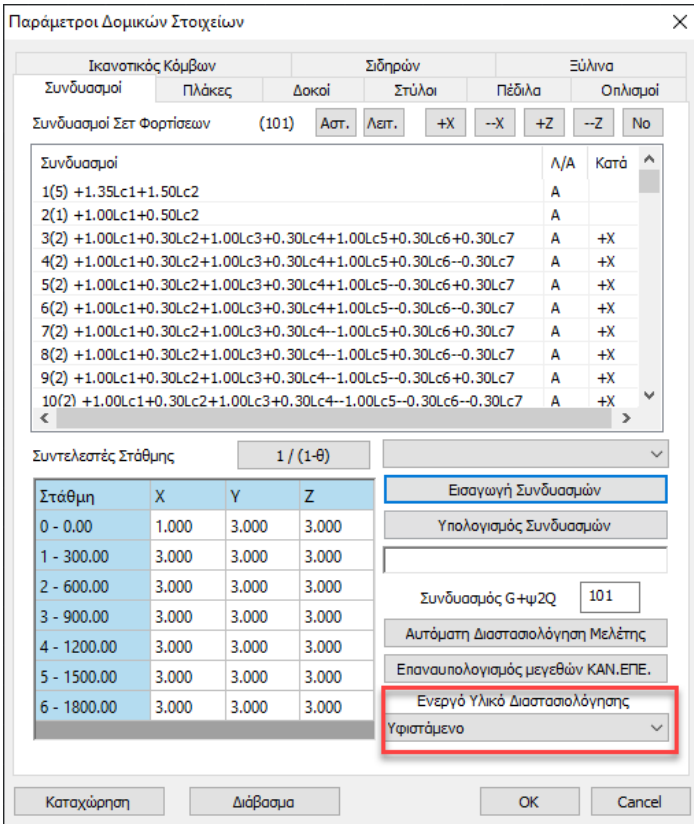 Παράμετροι Δομικών Στοιχείων
Ικανοτικός Κόμβων Σιδηρών Ξύλινα
Συνδυασμοί Πλάκες Δοκοί Στύλοι Πέδιλα Οπλισμοί
Συνδυασμοί Σετ Φορτίσεων (101) Αστ. Λειτ. +X --X +Z --Z No
Συνδυασμοί Λ/Α Κατά
1(5) +1.35Lc1+1.50Lc2 A
2(1) +1.00Lc1+0.50Lc2 A
3(2) +1.00Lc1+0.30Lc2+1.00Lc3+0.30Lc4+1.00Lc5+0.30Lc6+0.30Lc7 A +X
4(2) +1.00Lc1+0.30Lc2+1.00Lc3+0.30Lc4+1.00Lc5+0.30Lc6--0.30Lc7 A +X
5(2) +1.00Lc1+0.30Lc2+1.00Lc3+0.30Lc4+1.00Lc5--0.30Lc6+0.30Lc7 A +X
6(2) +1.00Lc1+0.30Lc2+1.00Lc3+0.30Lc4+1.00Lc5--0.30Lc6--0.30Lc7 A +X
7(2) +1.00Lc1+0.30Lc2+1.00Lc3+0.30Lc4--1.00Lc5+0.30Lc6+0.30Lc7 A +X
8(2) +1.00Lc1+0.30Lc2+1.00Lc3+0.30Lc4--1.00Lc5+0.30Lc6--0.30Lc7 A +X
9(2) +1.00Lc1+0.30Lc2+1.00Lc3+0.30Lc4--1.00Lc5--0.30Lc6+0.30Lc7 A +X
10(2) +1.00Lc1+0.30Lc2+1.00Lc3+0.30Lc4--1.00Lc5--0.30Lc6--0.30Lc7 A +X
Συντελεστές Στάθμης 1 / (1-θ)
Στάθμη X Y Z
0 - 0.00 1.000 3.000 3.000
1 - 300.00 3.000 3.000 3.000
2 - 600.00 3.000 3.000 3.000
3 - 900.00 3.000 3.000 3.000
4 - 1200.00 3.000 3.000 3.000
5 - 1500.00 3.000 3.000 3.000
6 - 1800.00 3.000 3.000 3.000
Εισαγωγή Συνδυασμών
Υπολογισμός Συνδυασμών
Συνδυασμός G+ψ2Q 101
Αυτόματη Διαστασιολόγηση Μελέτης
Επαναυπολογισμός μεγεθών ΚΑΝ.ΕΠΕ.
Ενεργό Υλικό Διαστασιολόγησης
Υφιστάμενο
Καταχώρηση Διάβασμα OK Cancel